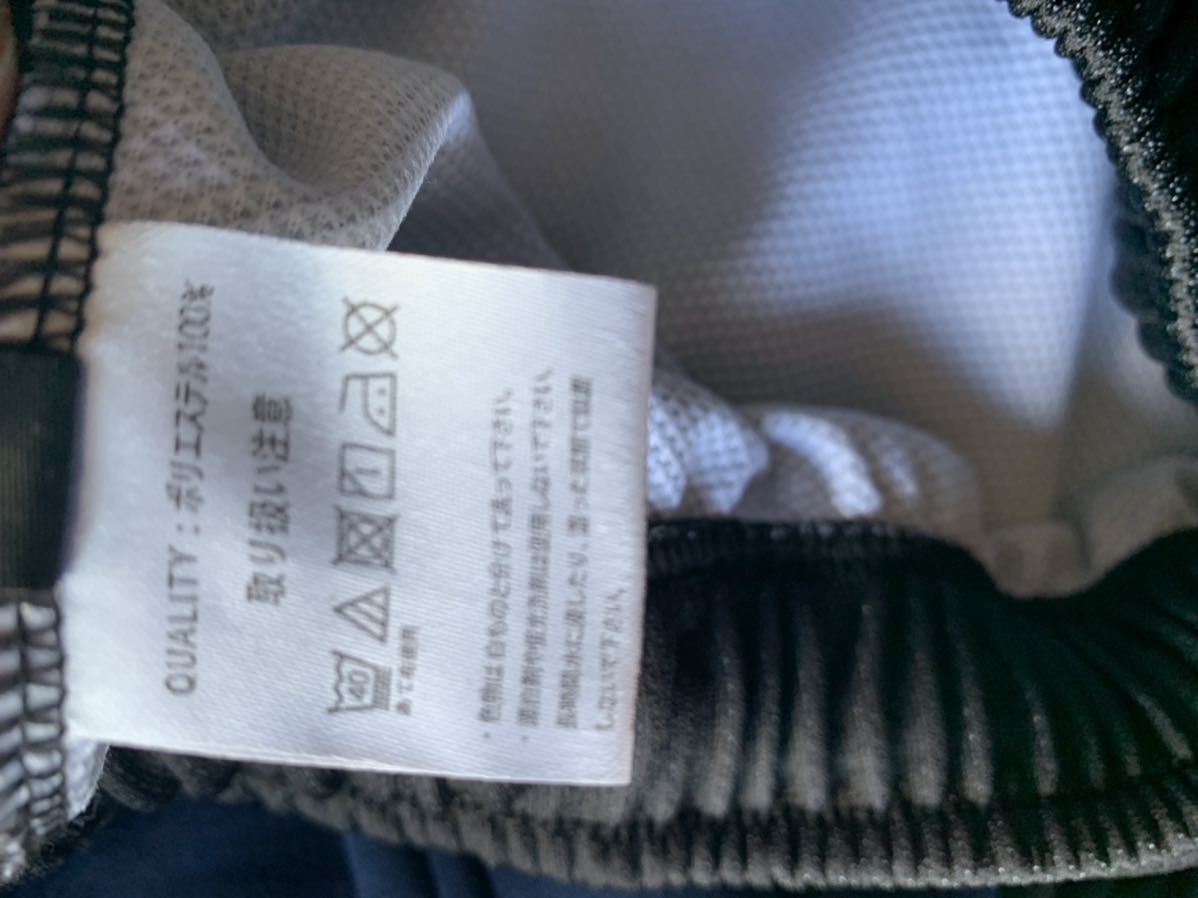 QUALITY：ポリエステル100%
取り扱い注意
40
あて布使用
・色物は白ものと分けてあって下さい。
・漂白剤や蛍光洗剤は使用しないで下さい。
長時間水に浸したり、湿った状態で放置
しないで下さい。